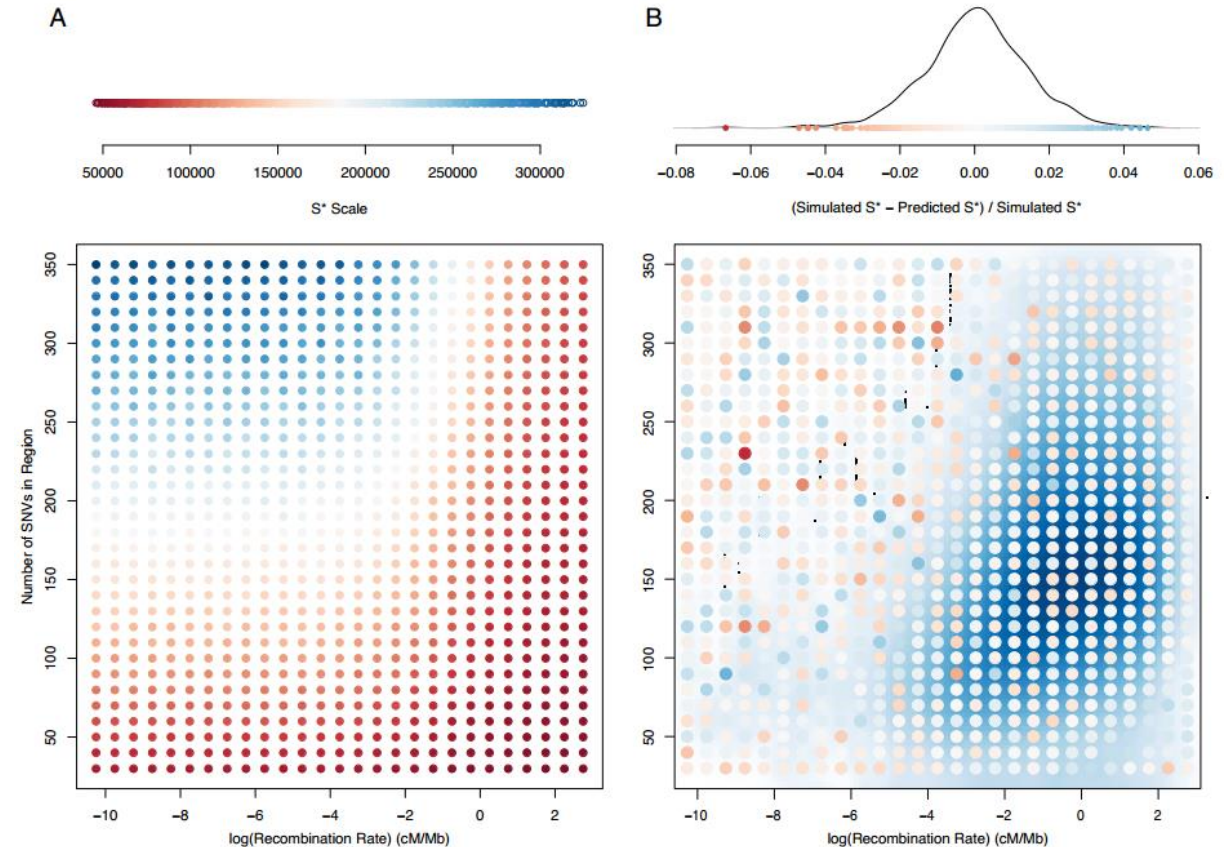 A
50000 100000 150000 200000 250000 300000
S* Scale
350
300
250
200
150
100
50
Number of SNVs in Region
−10 −8 −6 −4 −2 0 2
log(Recombination Rate) (cM/Mb)
B
−0.08 −0.06 −0.04 −0.02 0.00 0.02 0.04 0.06
(Simulated S* − Predicted S*) / Simulated S*
350
300
250
200
150
100
50
−10 −8 −6 −4 −2 0 2
log(Recombination Rate) (cM/Mb)